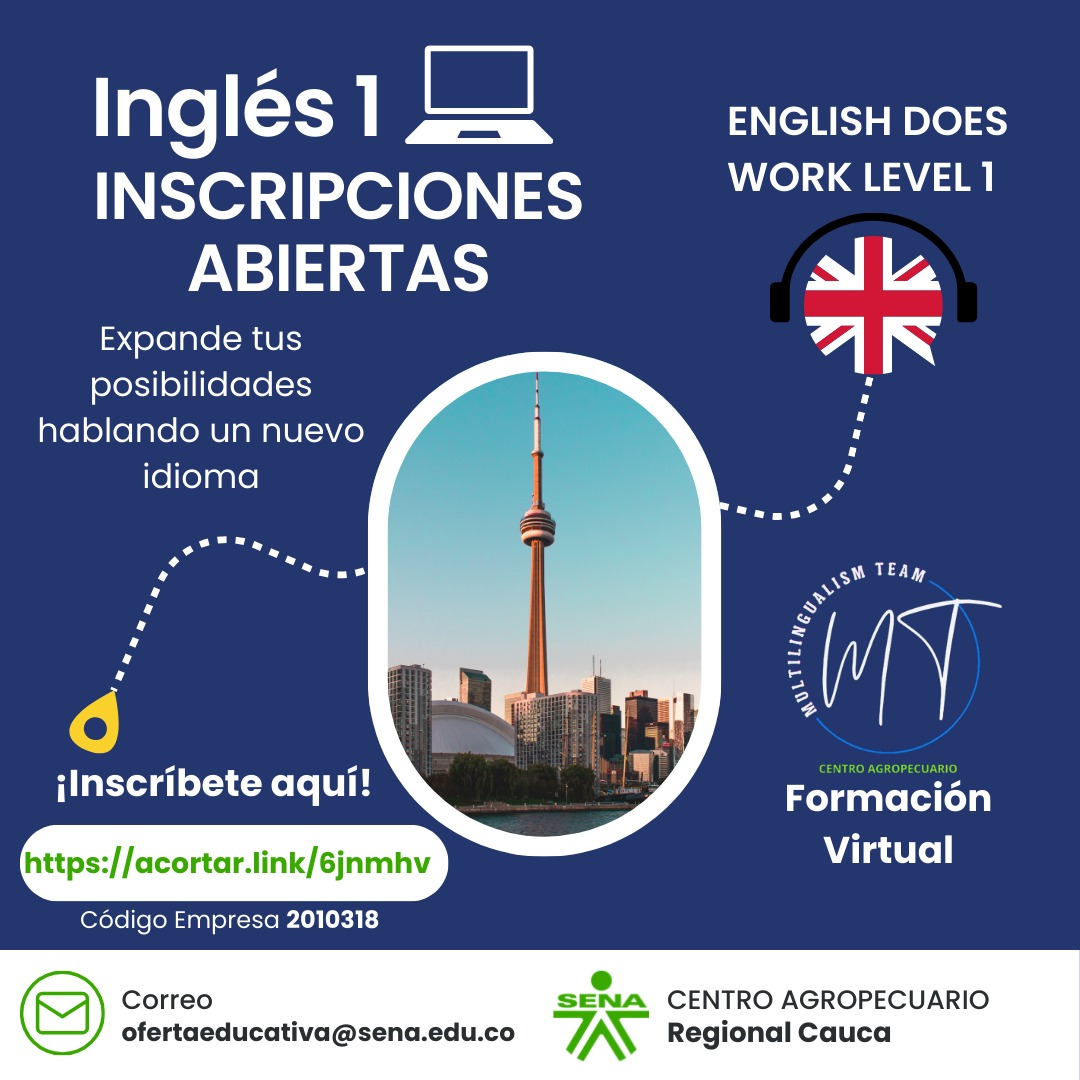 Inglés 1
INSCRIPCIONES
ABIERTAS
Expande tus
posibilidades
hablando un nuevo
idioma
ENGLISH DOES
WORK LEVEL 1
MULTILINGUALISM TEAM
MT
CENTRO AGROPECUARIO
Formación
Virtual
¡Inscríbete aquí!
https://acortar.link/6jnmhv
Código Empresa 2010318
Correo
ofertaeducativa@sena.edu.co
SENA
CENTRO AGROPECUARIO
Regional Cauca